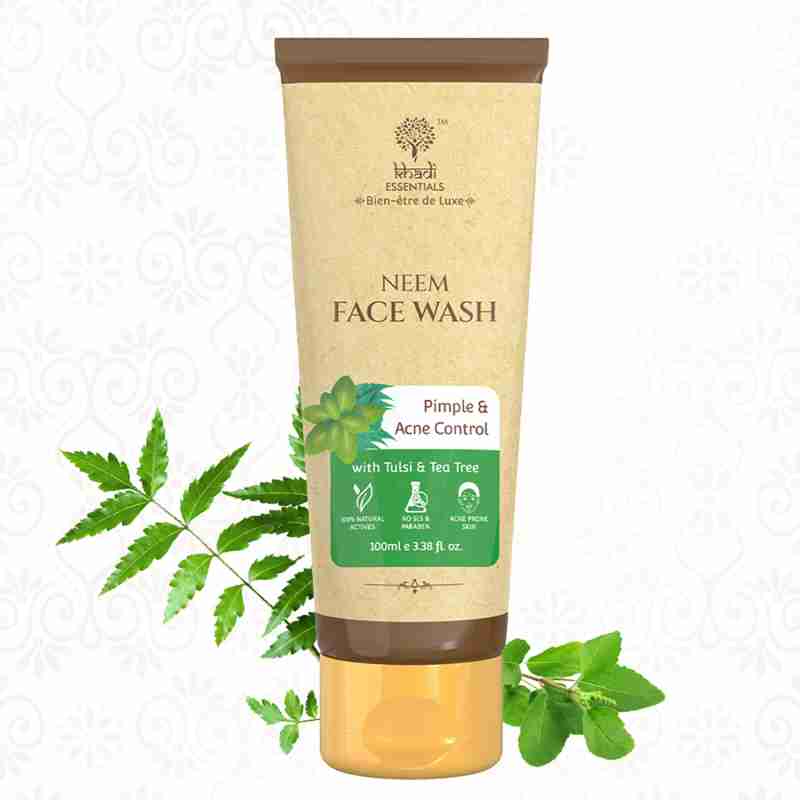 TM
khadi
ESSENTIALS
Bien-être de Luxe
NEEM
FACE WASH
Pimple &
Acne Control
with Tulsi & Tea Tree
100% NATURAL
ACTIVES
NO SLS &
PARABEN
ACNE PRONE
SKIN
100ml e 3.38 fl. oz.